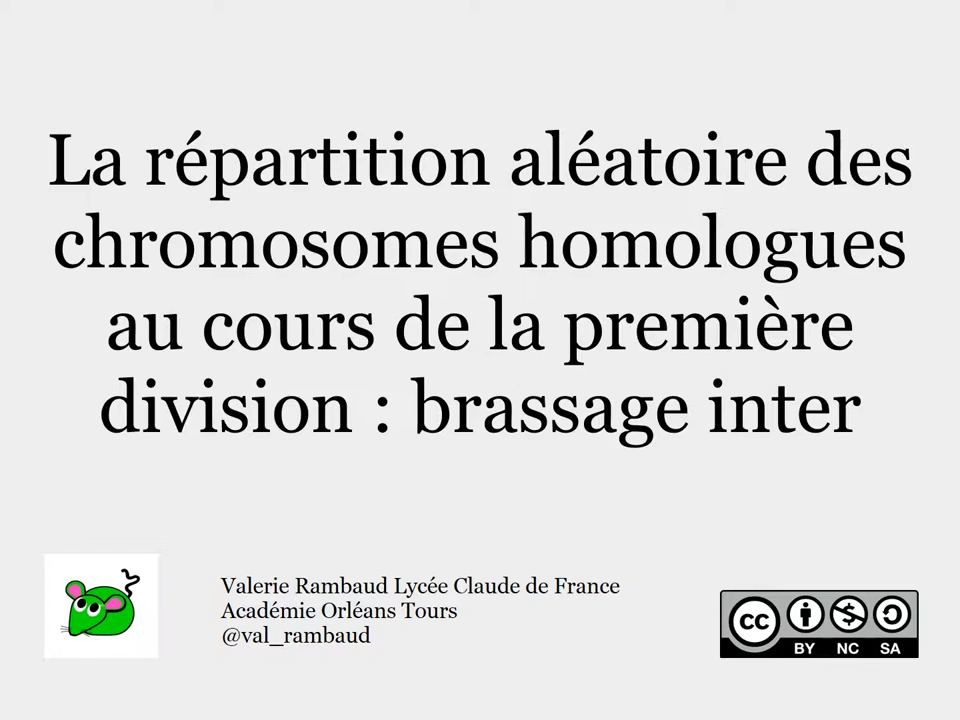 La répartition aléatoire des
chromosomes homologues
au cours de la première
division : brassage inter
Valerie Rambaud Lycée Claude de France
Académie Orléans Tours
@val_rambaud
cc
BY NC SA